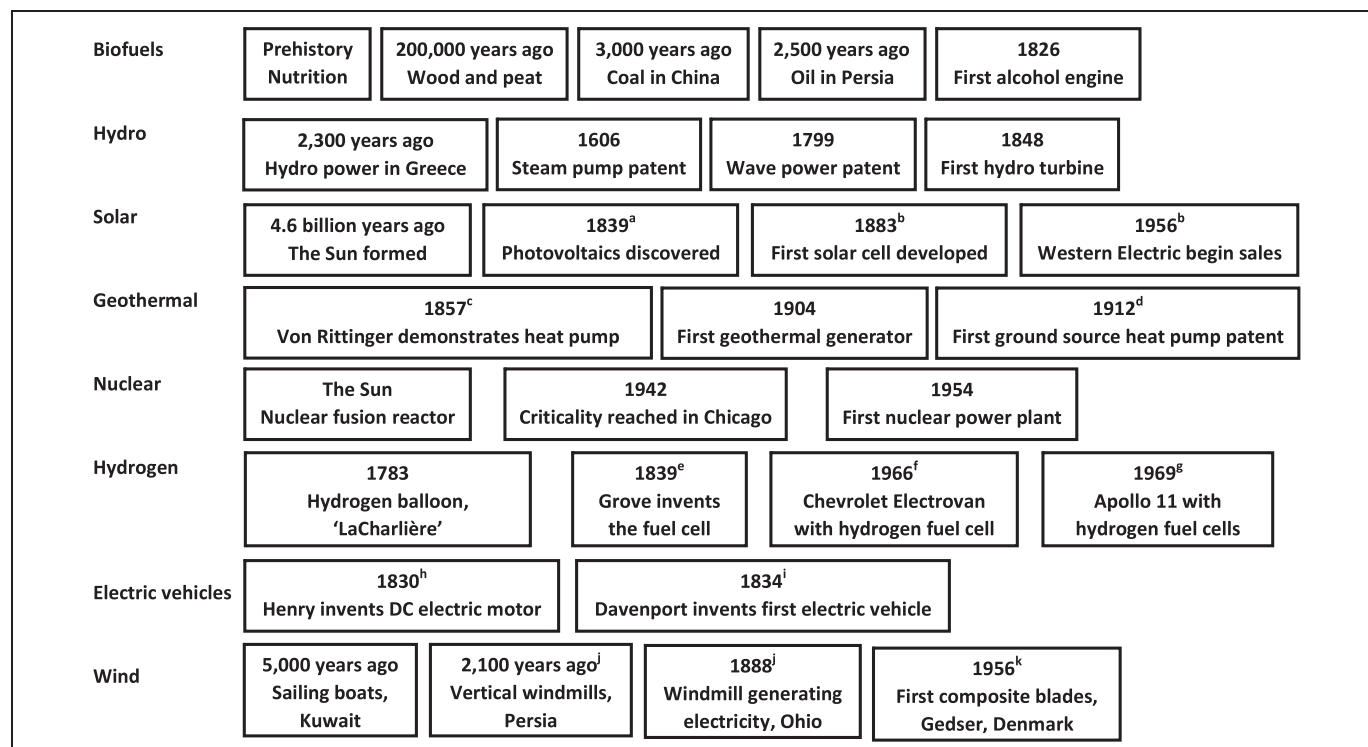 Biofuels
Prehistory
Nutrition
200,000 years ago
Wood and peat
3,000 years ago
Coal in China
2,500 years ago
Oil in Persia
1826
First alcohol engine
Hydro
2,300 years ago
Hydro power in Greece
1606
Steam pump patent
1799
Wave power patent
1848
First hydro turbine
Solar
4.6 billion years ago
The Sun formed
1839a
Photovoltaics discovered
1883b
First solar cell developed
1956b
Western Electric begin sales
Geothermal
1857c
Von Rittinger demonstrates heat pump
1904
First geothermal generator
1912d
First ground source heat pump patent
Nuclear
The Sun
Nuclear fusion reactor
1942
Criticality reached in Chicago
1954
First nuclear power plant
Hydrogen
1783
Hydrogen balloon,
‘LaCharlière’
1839e
Grove invents
the fuel cell
1966f
Chevrolet Electrovan
with hydrogen fuel cell
1969g
Apollo 11 with
hydrogen fuel cells
Electric vehicles
1830h
Henry invents DC electric motor
1834i
Davenport invents first electric vehicle
Wind
5,000 years ago
Sailing boats,
Kuwait
2,100 years agoj
Vertical windmills,
Persia
1888j
Windmill generating
electricity, Ohio
1956k
First composite blades,
Gedser, Denmark